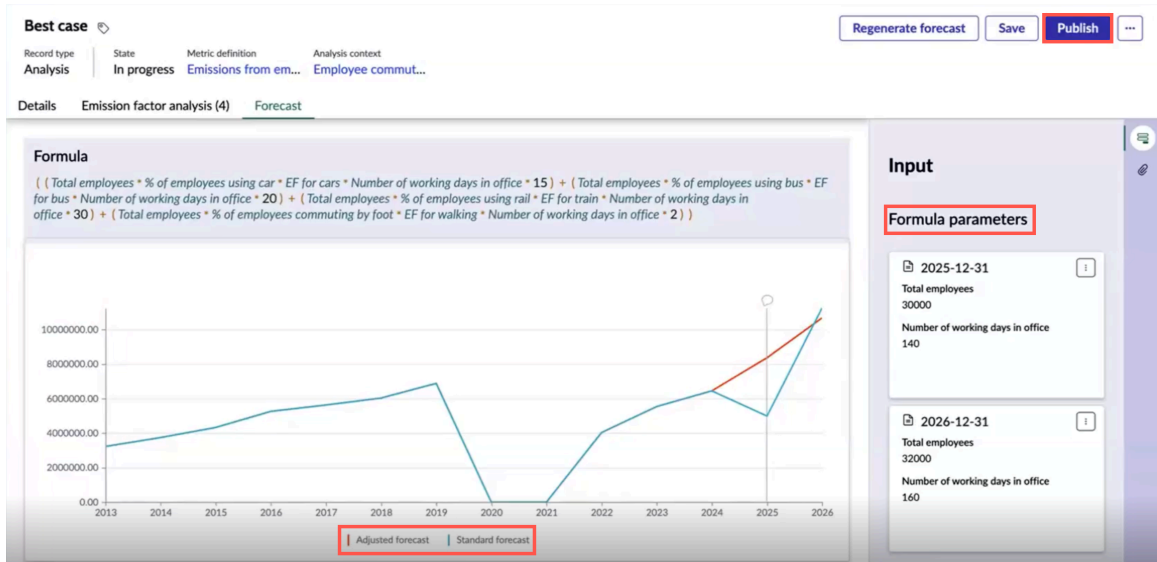 Best case
Regenerate forecast
Save
Publish
Record type
State
Metric definition
Analysis context
Analysis
In progress
Emissions from em...
Employee commut...
Details
Emission factor analysis (4)
Forecast
Formula
( ( Total employees * % of employees using car * EF for cars * Number of working days in office * 15 ) + ( Total employees * % of employees using bus * EF
for bus * Number of working days in office * 20 ) + ( Total employees * % of employees using rail * EF for train * Number of working days in
office * 30 ) + ( Total employees * % of employees commuting by foot * EF for walking * Number of working days in office * 2 ) )
10000000.00
8000000.00
6000000.00
4000000.00
2000000.00
0.00
2013 2014 2015 2016 2017 2018 2019 2020 2021 2022 2023 2024 2025 2026
Adjusted forecast
Standard forecast
Input
Formula parameters
2025-12-31
Total employees
30000
Number of working days in office
140
2026-12-31
Total employees
32000
Number of working days in office
160